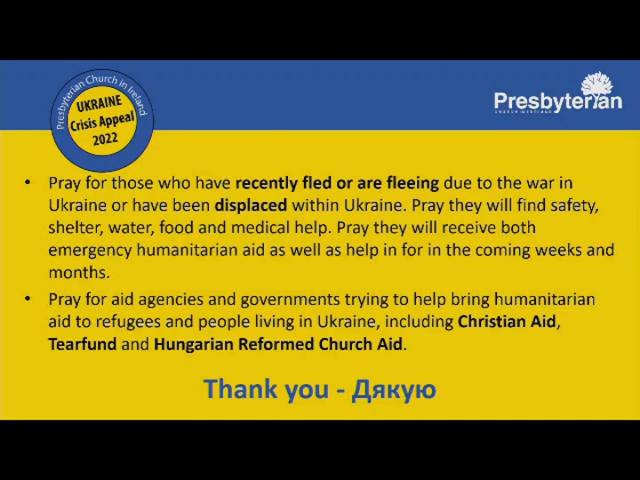 Presbyterian Church in Ireland
UKRAINE
Crisis Appeal
2022
Presbyterian
• Pray for those who have recently fled or are fleeing due to the war in
Ukraine or have been displaced within Ukraine. Pray they will find safety,
shelter, water, food and medical help. Pray they will receive both
emergency humanitarian aid as well as help in for in the coming weeks and
months.
• Pray for aid agencies and governments trying to help bring humanitarian
aid to refugees and people living in Ukraine, including Christian Aid,
Tearfund and Hungarian Reformed Church Aid.
Thank you - Дякую